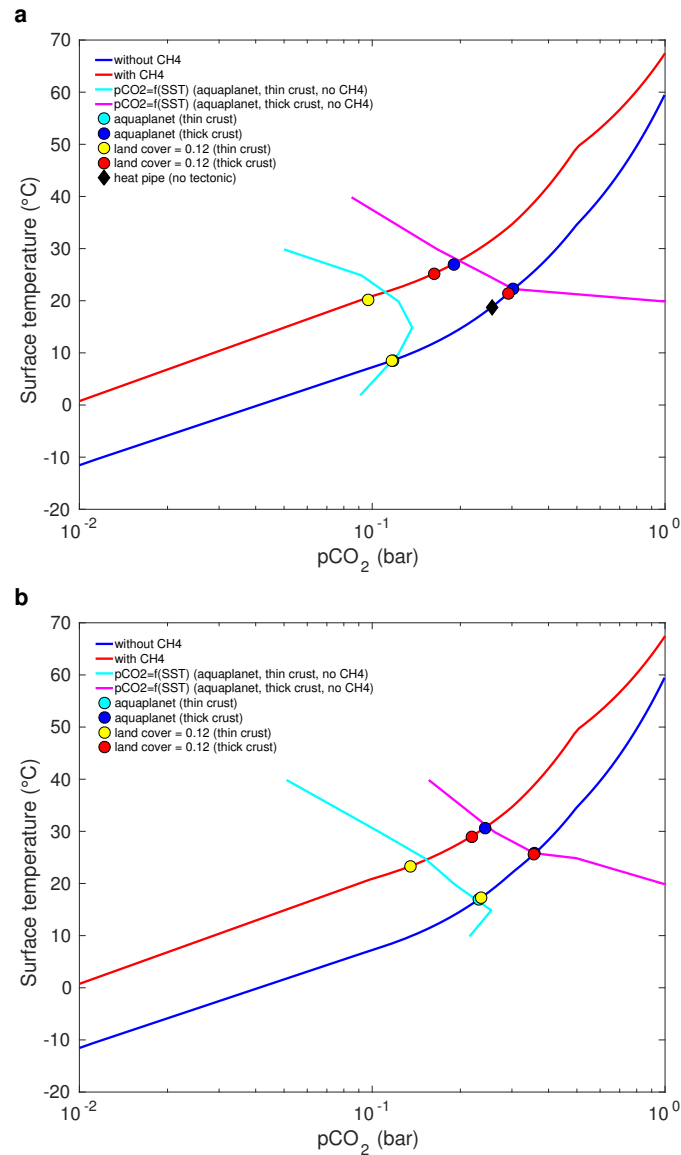 a
70
60
50
40
30
20
10
0
-10
-20
Surface temperature (°C)
without CH4
with CH4
pCO2=f(SST) (aquaplanet, thin crust, no CH4)
pCO2=f(SST) (aquaplanet, thick crust, no CH4)
aquaplanet (thin crust)
aquaplanet (thick crust)
land cover = 0.12 (thin crust)
land cover = 0.12 (thick crust)
heat pipe (no tectonic)
10⁻² 10⁻¹ 10⁰
pCO₂ (bar)
b
70
60
50
40
30
20
10
0
-10
-20
Surface temperature (°C)
without CH4
with CH4
pCO2=f(SST) (aquaplanet, thin crust, no CH4)
pCO2=f(SST) (aquaplanet, thick crust, no CH4)
aquaplanet (thin crust)
aquaplanet (thick crust)
land cover = 0.12 (thin crust)
land cover = 0.12 (thick crust)
10⁻² 10⁻¹ 10⁰
pCO₂ (bar)